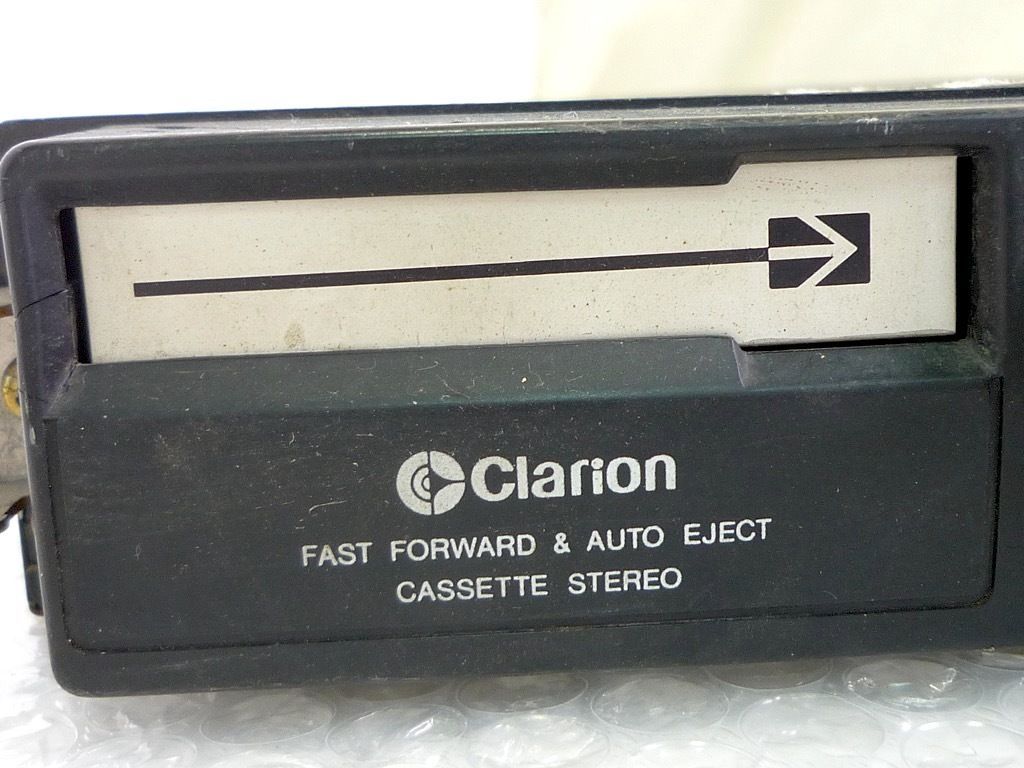 Clarion
FAST FORWARD & AUTO EJECT
CASSETTE STEREO